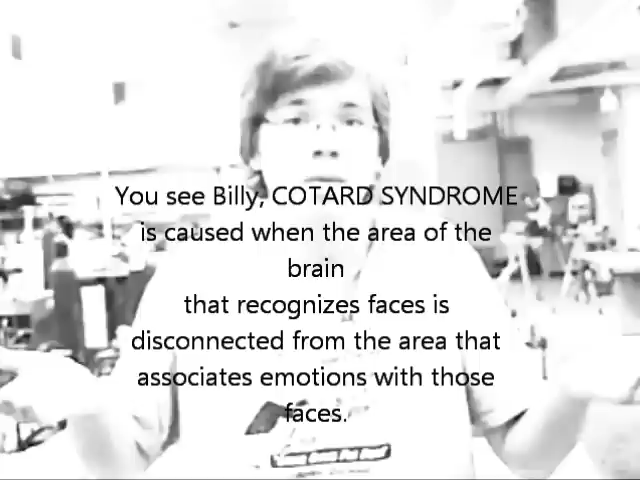 You see Billy, COTARD SYNDROME
is caused when the area of the
brain
that recognizes faces is
disconnected from the area that
associates emotions with those
faces.